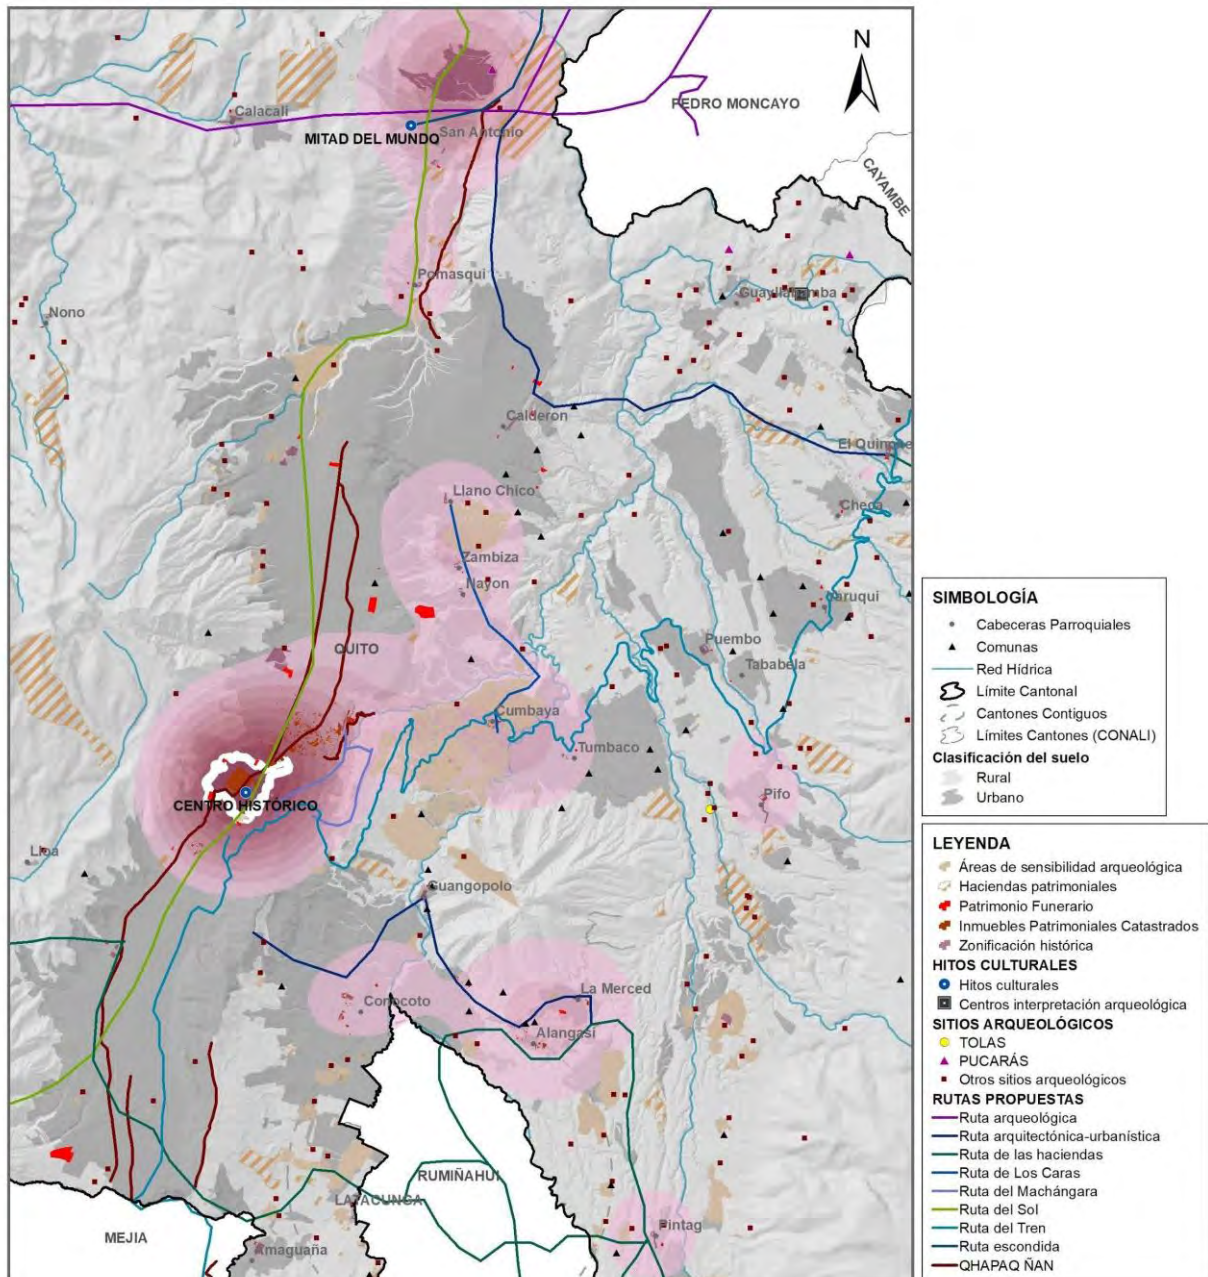 N
PEDRO MONCAYO
Calacali
MITAD DEL MUNDO
San Antonio
CAYAMBE
Pomasqui
Guayllabamba
Nono
Calderon
El Quinche
Llano Chico
Checa
Zambiza
Nayon
Yaruqui
QUITO
Puembo
Tababela
Cumbaya
Tumbaco
CENTRO HISTÓRICO
Pifo
Lloa
Guangopolo
La Merced
Conocoto
Alangasí
RUMIÑAHUI
LATACUNGA
Pintag
MEJIA
Amaguaña
SIMBOLOGÍA
Cabeceras Parroquiales
Comunas
Red Hídrica
Límite Cantonal
Cantones Contiguos
Límites Cantones (CONALI)
Clasificación del suelo
Rural
Urbano
LEYENDA
Áreas de sensibilidad arqueológica
Haciendas patrimoniales
Patrimonio Funerario
Inmuebles Patrimoniales Catastrados
Zonificación histórica
HITOS CULTURALES
Hitos culturales
Centros interpretación arqueológica
SITIOS ARQUEOLÓGICOS
TOLAS
PUCARÁS
Otros sitios arqueológicos
RUTAS PROPUESTAS
Ruta arqueológica
Ruta arquitectónica-urbanística
Ruta de las haciendas
Ruta de Los Caras
Ruta del Machángara
Ruta del Sol
Ruta del Tren
Ruta escondida
QHAPAQ ÑAN